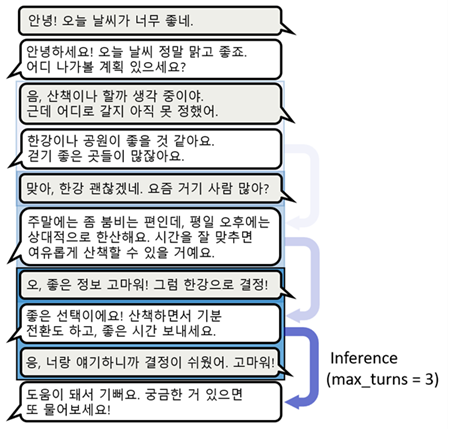 안녕! 오늘 날씨가 너무 좋네.
안녕하세요! 오늘 날씨 정말 맑고 좋죠.
어디 나가볼 계획 있으세요?
음, 산책이나 할까 생각 중이야.
근데 어디로 갈지 아직 못 정했어.
한강이나 공원이 좋을 것 같아요.
걷기 좋은 곳들이 많잖아요.
맞아, 한강 괜찮겠네. 요즘 거기 사람 많아?
주말에는 좀 붐비는 편인데, 평일 오후에는
상대적으로 한산해요. 시간을 잘 맞추면
여유롭게 산책할 수 있을 거예요.
오, 좋은 정보 고마워! 그럼 한강으로 결정!
좋은 선택이에요! 산책하면서 기분
전환도 하고, 좋은 시간 보내세요.
응, 너랑 얘기하니까 결정이 쉬웠어. 고마워!
도움이 돼서 기뻐요. 궁금한 거 있으면
또 물어보세요!
Inference
(max_turns = 3)